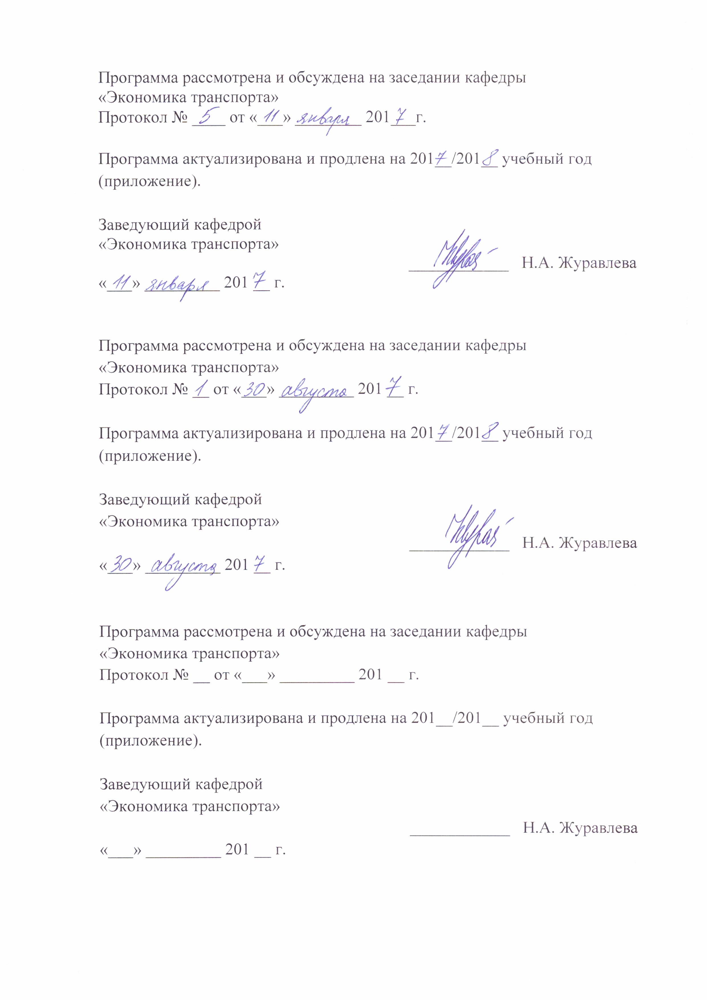 Программа рассмотрена и обсуждена на заседании кафедры
«Экономика транспорта»
Протокол № 5 от «11» января 2017 г.
Программа актуализирована и продлена на 2017/2018 учебный год
(приложение).
Заведующий кафедрой
«Экономика транспорта»
Н.А. Журавлева
«11» января 2017 г.
Программа рассмотрена и обсуждена на заседании кафедры
«Экономика транспорта»
Протокол № 1 от «30» августа 2017 г.
Программа актуализирована и продлена на 2017/2018 учебный год
(приложение).
Заведующий кафедрой
«Экономика транспорта»
Н.А. Журавлева
«30» августа 2017 г.
Программа рассмотрена и обсуждена на заседании кафедры
«Экономика транспорта»
Протокол № __ от «___» _________ 201 __ г.
Программа актуализирована и продлена на 201__/201__ учебный год
(приложение).
Заведующий кафедрой
«Экономика транспорта»
____________ Н.А. Журавлева
«___» _________ 201 __ г.